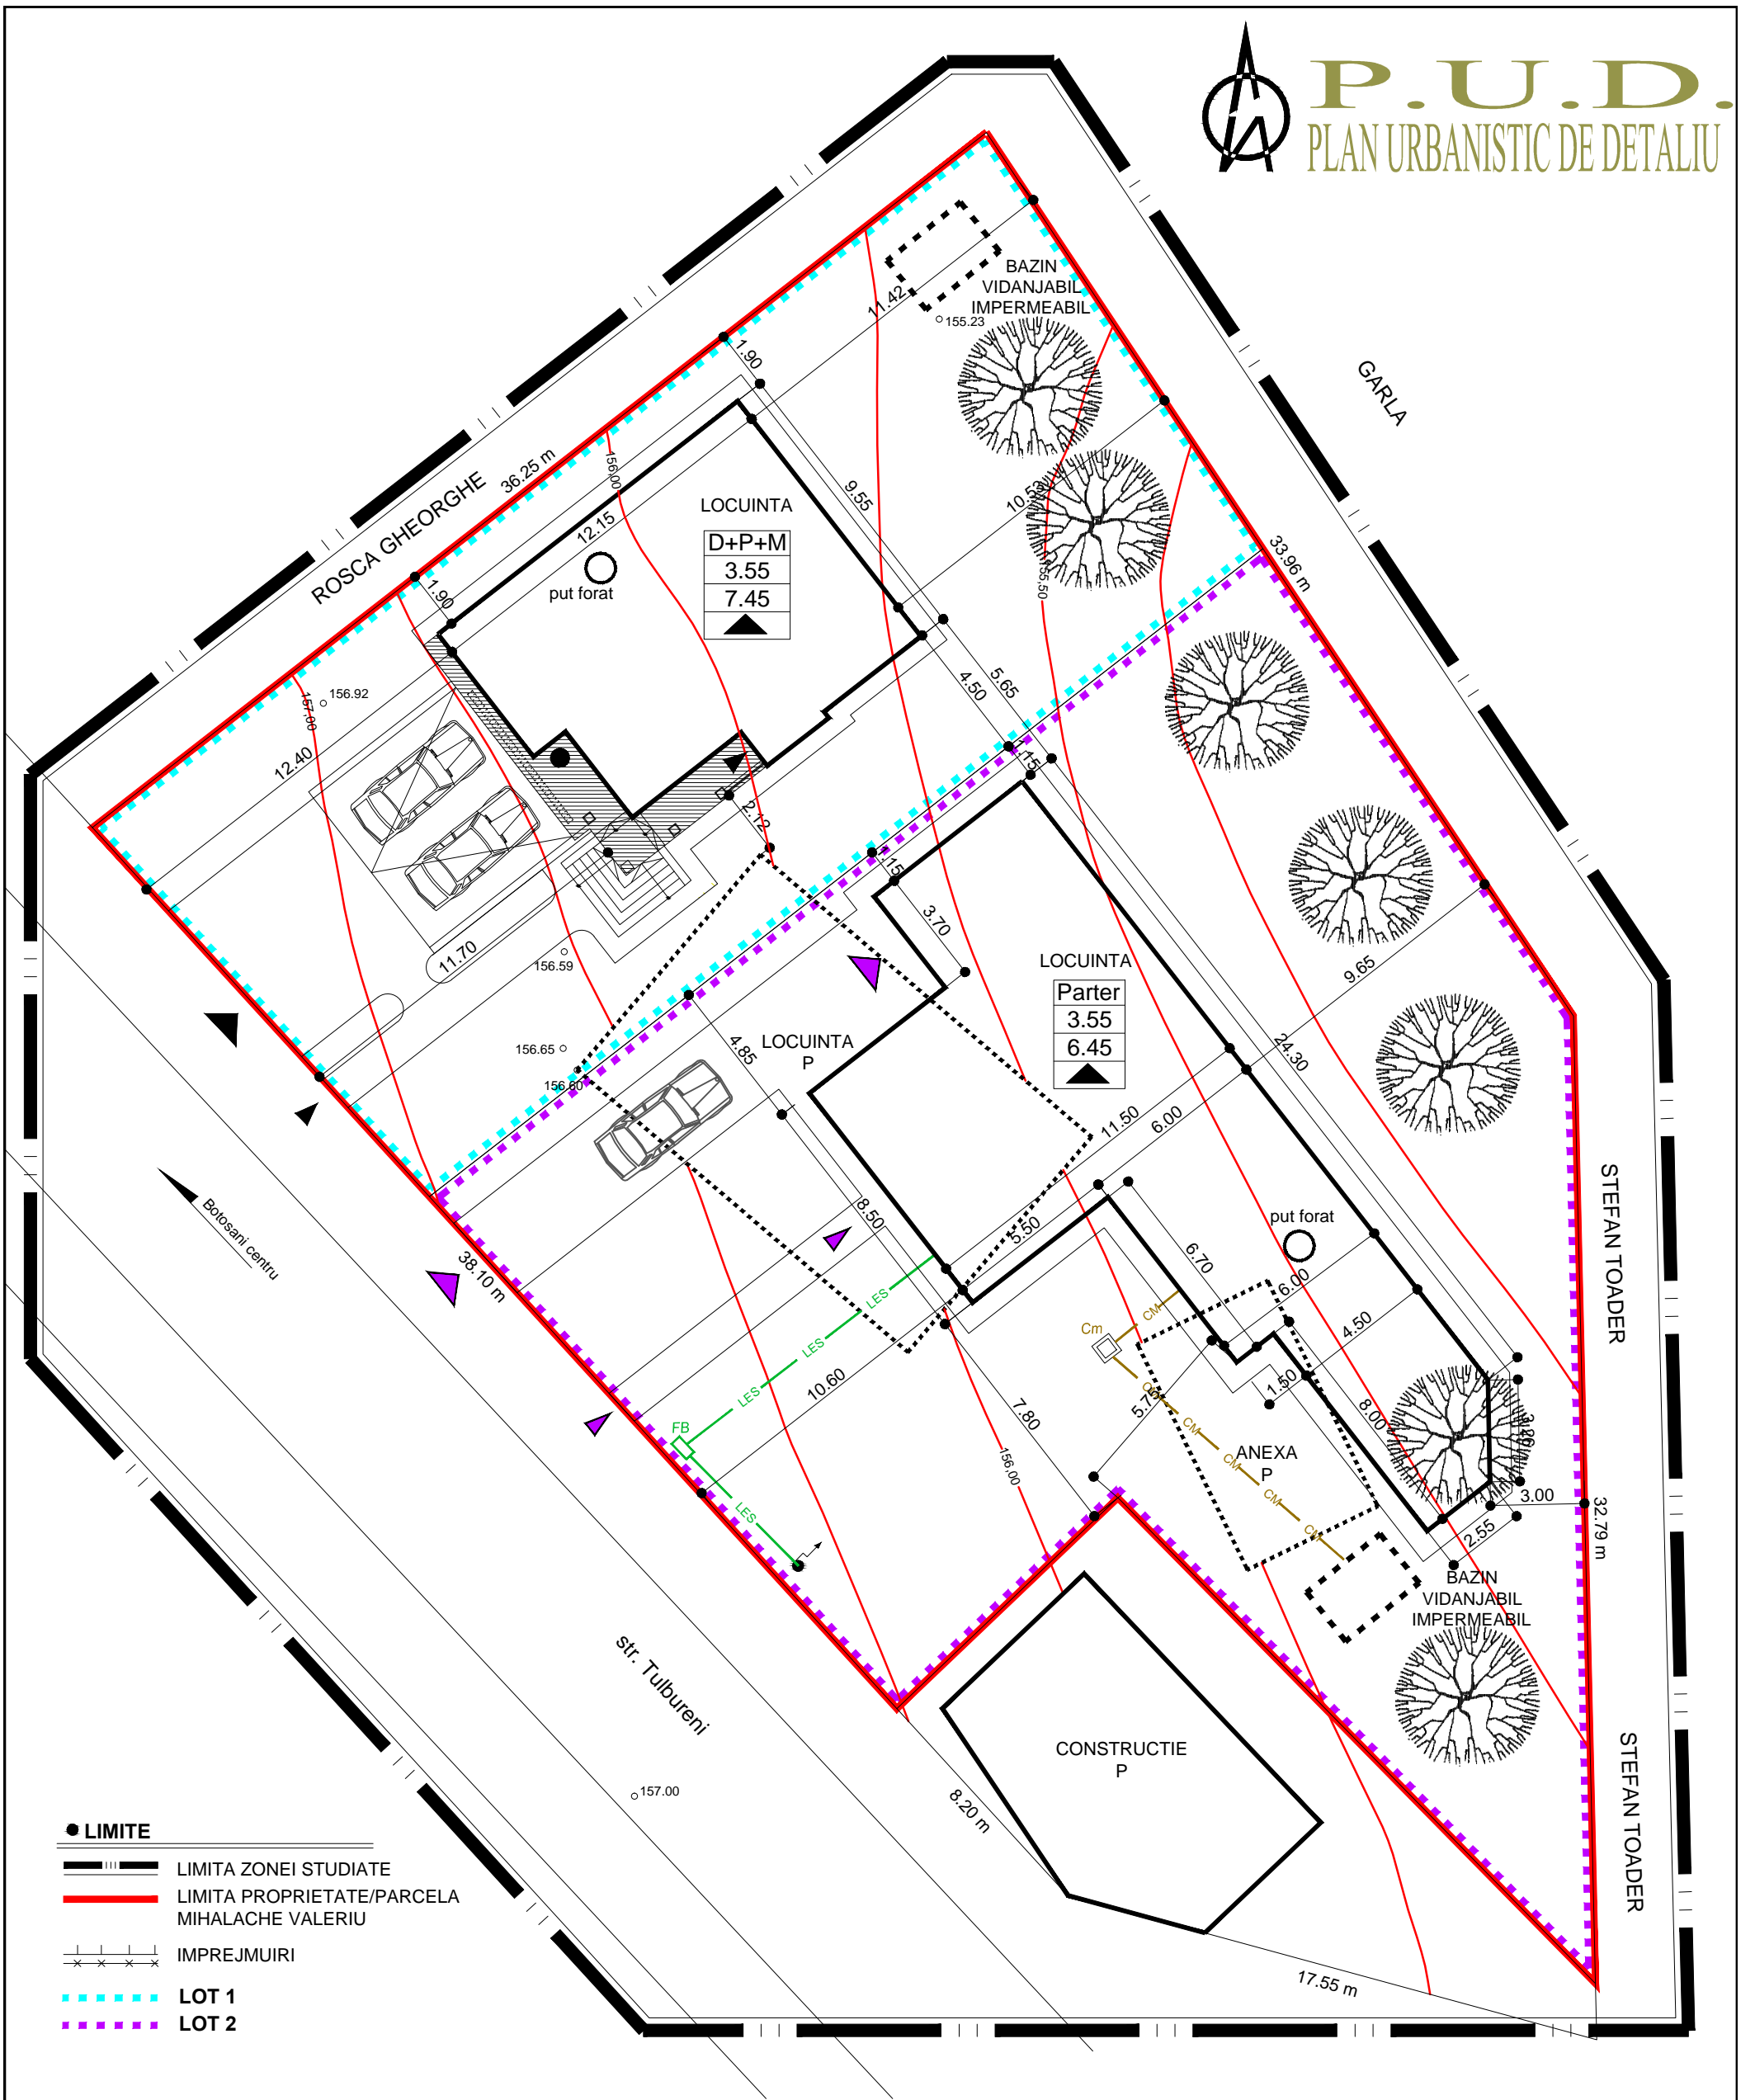 P.U.D.
PLAN URBANISTIC DE DETALIU
BAZIN
VIDANJABIL
IMPERMEABIL
11.42
155.23
1.90
GARLA
ROSCA GHEORGHE
36.25 m
156.00
12.15
LOCUINTA
D+P+M
3.55
7.45
put forat
9.55
10.53
155.50
33.96 m
1.90
156.92
157.00
12.40
4.50
5.65
2.12
3.70
11.70
156.59
156.65
156.60
4.85
LOCUINTA
P
LOCUINTA
Parter
3.55
6.45
9.65
24.30
11.50
6.00
Botosani centru
38.10 m
8.50
5.50
6.70
put forat
6.00
4.50
STEFAN TOADER
LES
LES
LES
FB
LES
10.60
Cm
CM
CM
CM
CM
CM
5.75
1.50
8.00
7.80
156.00
ANEXA
P
3.00
2.55
32.79 m
BAZIN
VIDANJABIL
IMPERMEABIL
str. Tulbureni
157.00
CONSTRUCTIE
P
8.20 m
17.55 m
STEFAN TOADER
LIMITE
LIMITA ZONEI STUDIATE
LIMITA PROPRIETATE/PARCELA
MIHALACHE VALERIU
IMPREJMUIRI
LOT 1
LOT 2